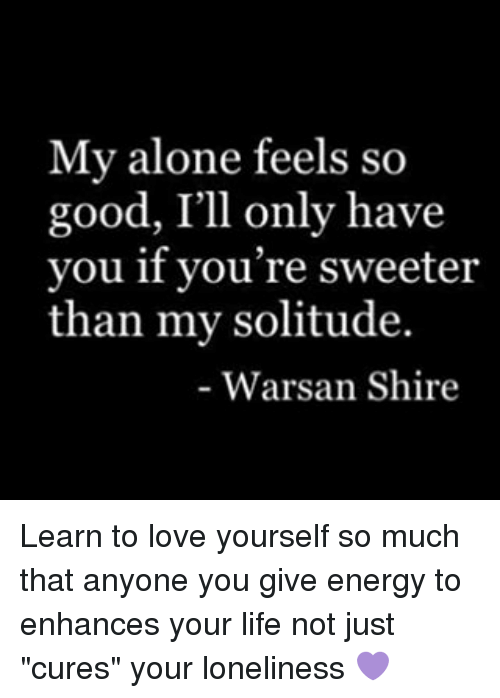 My alone feels so
good, I'll only have
you if you're sweeter
than my solitude.
- Warsan Shire
Learn to love yourself so much
that anyone you give energy to
enhances your life not just
"cures" your loneliness 💜